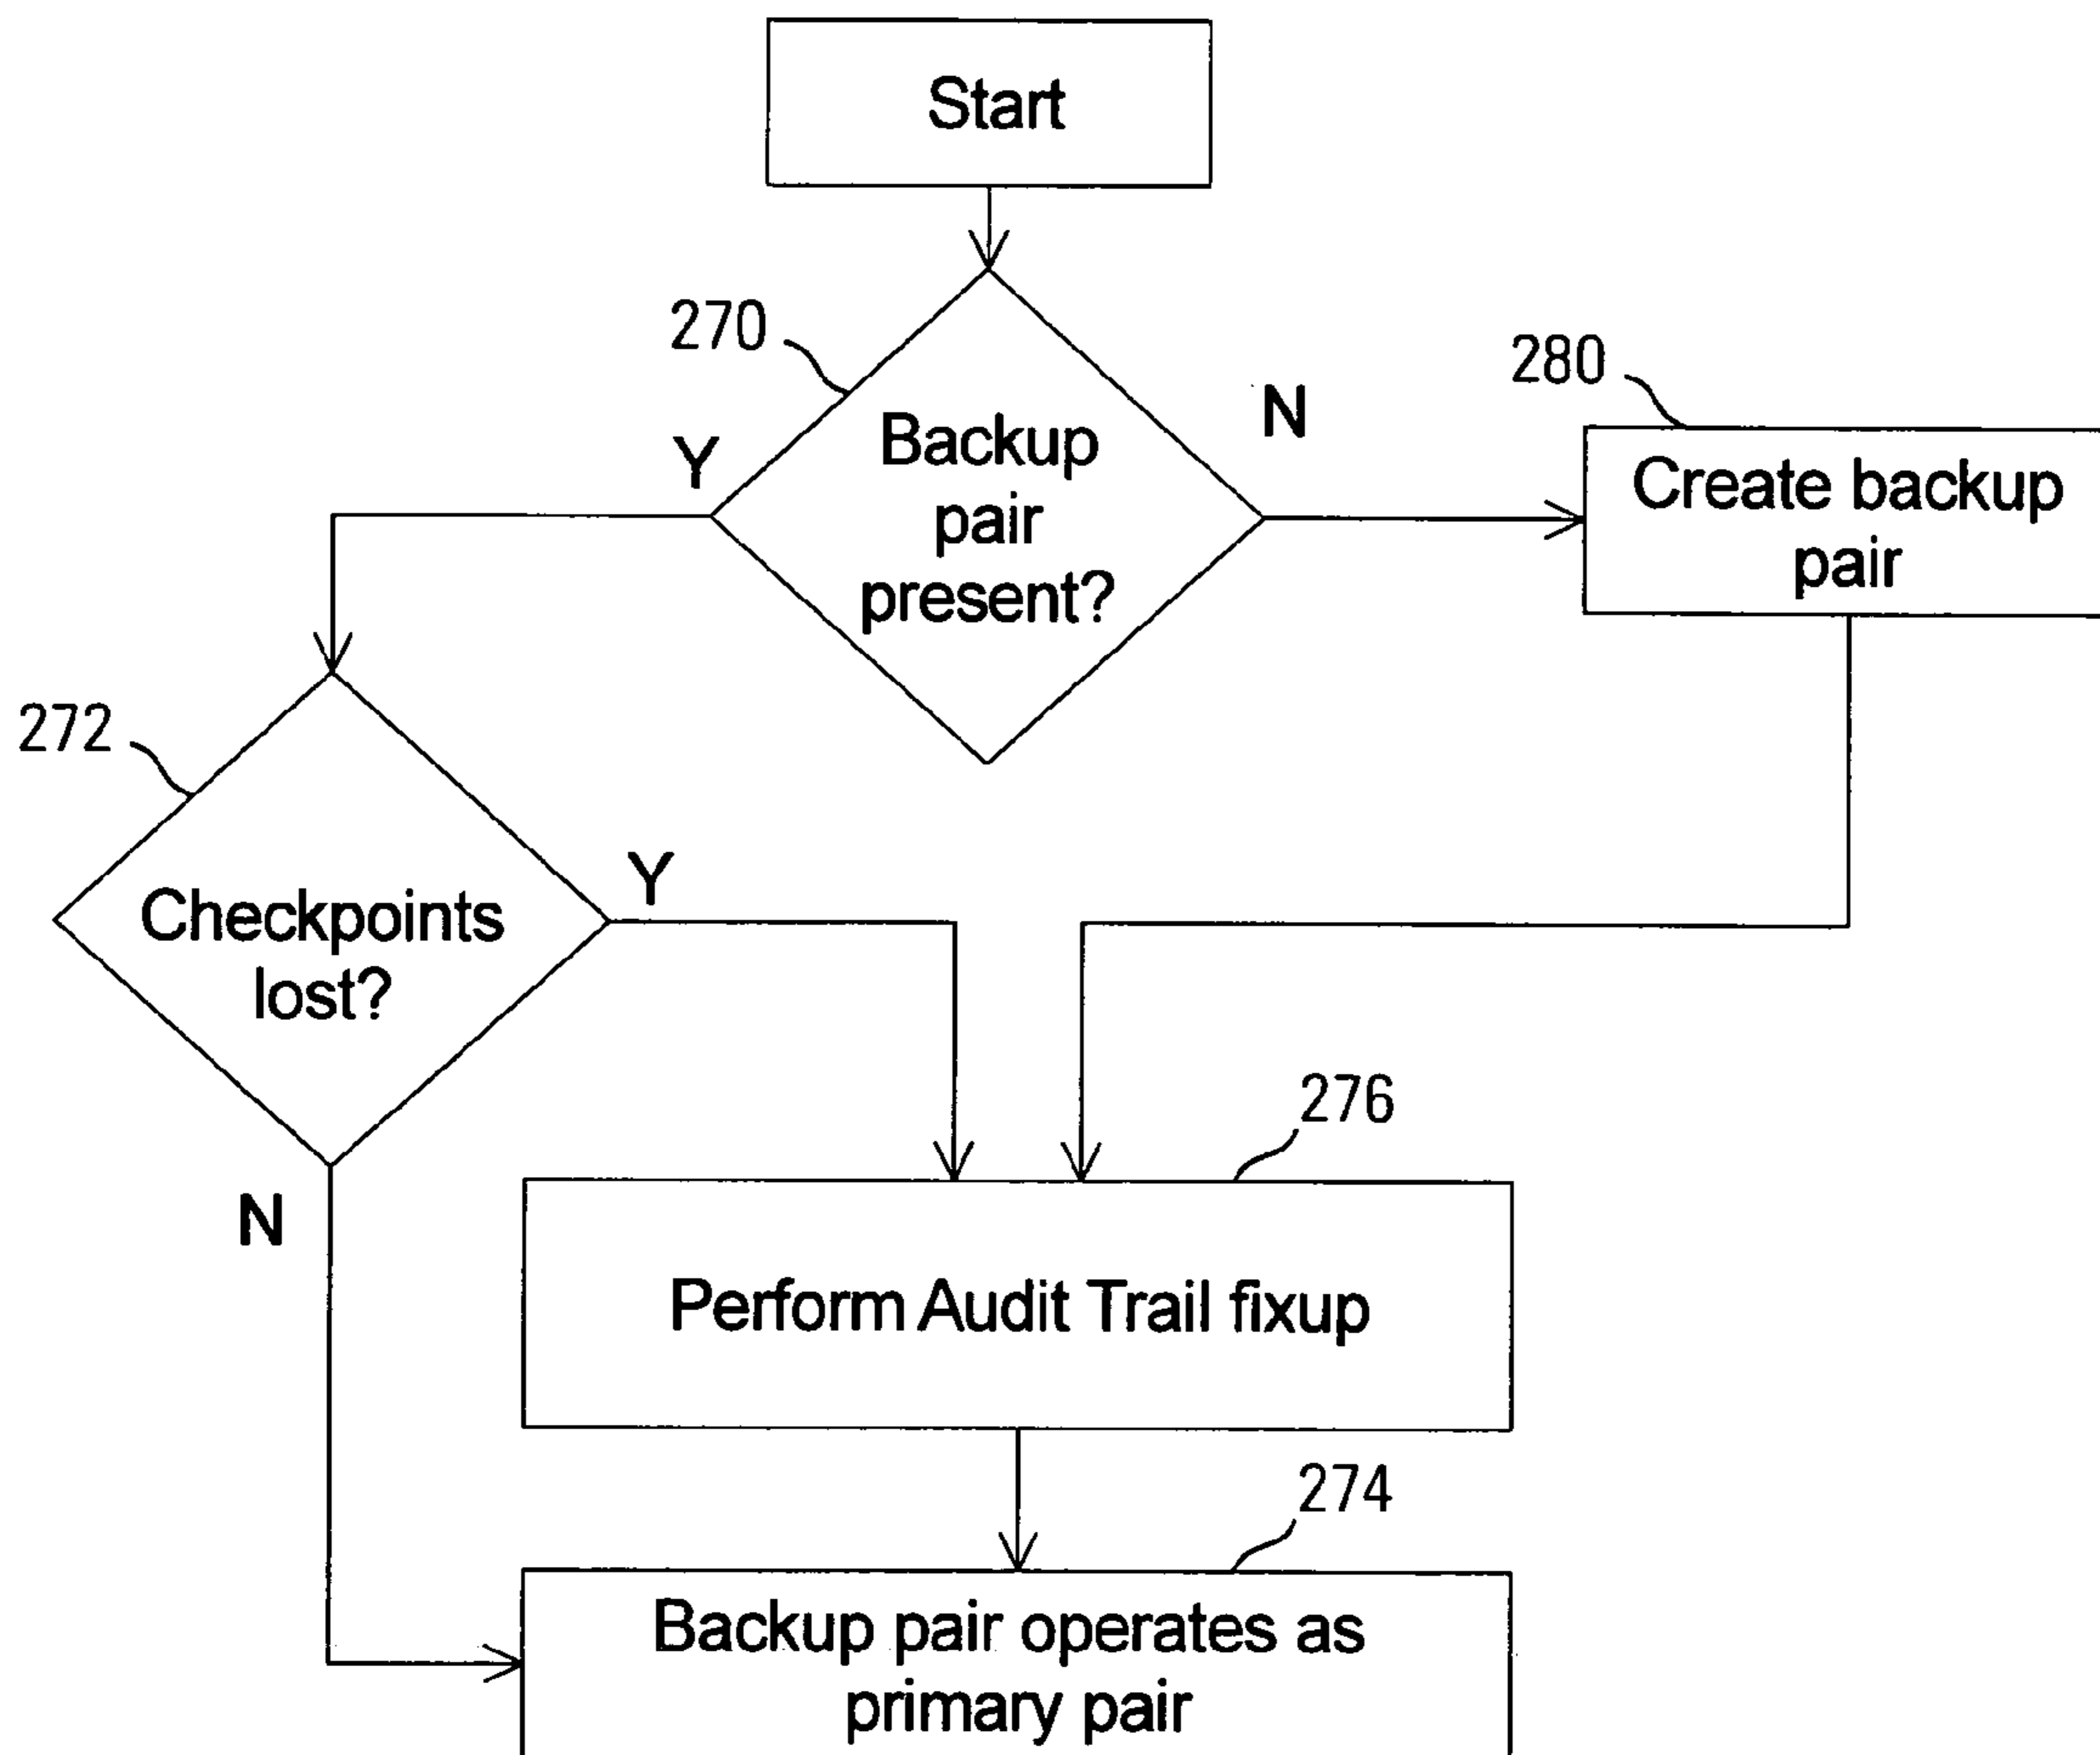 Start
270
Y
Backup
pair
present?
N
280
Create backup
pair
272
Checkpoints
lost?
Y
N
276
Perform Audit Trail fixup
274
Backup pair operates as
primary pair